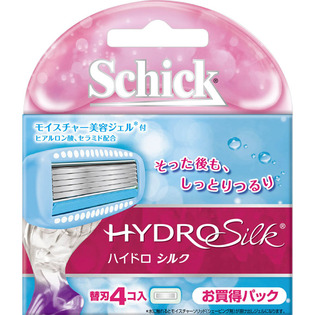 Schick®
モイスチャー美容ジェル*付
ヒアルロン酸、セラミド配合
そった後も、
しっとりつるり
HYDRO Silk®
ハイドロ シルク
替刃4コ入
お買得パック